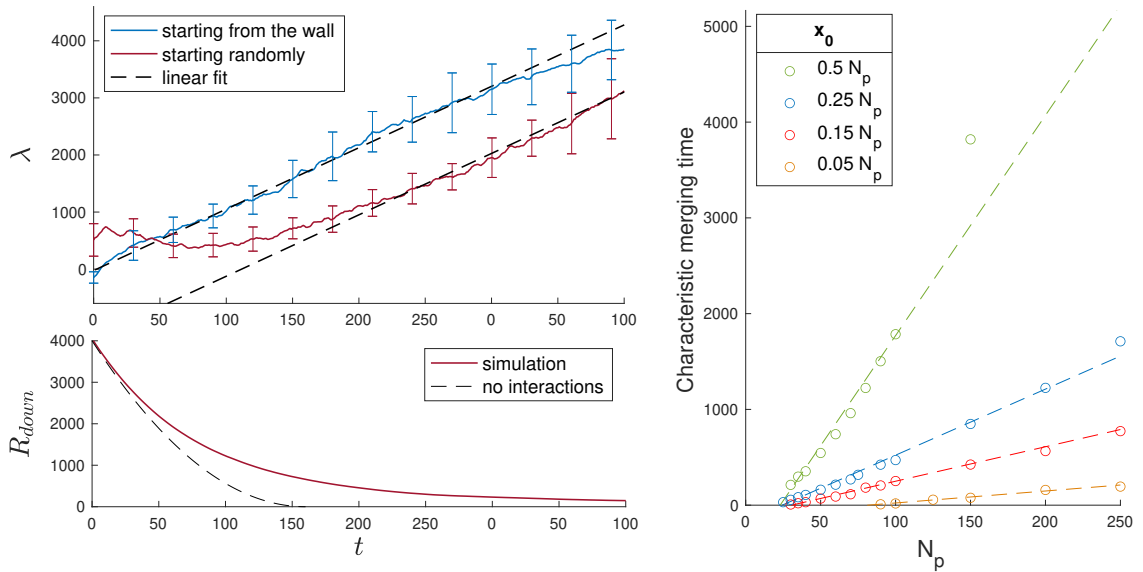 4000
3000
2000
1000
0
λ
starting from the wall
starting randomly
linear fit
0 50 100 150 200 250 0 50 100
4000
3000
2000
1000
0
R_down
simulation
no interactions
0 50 100 150 200 250 0 50 100
t
5000
4000
3000
2000
1000
0
Characteristic merging time
x_0
0.5 N_p
0.25 N_p
0.15 N_p
0.05 N_p
0 50 100 150 200 250
N_p